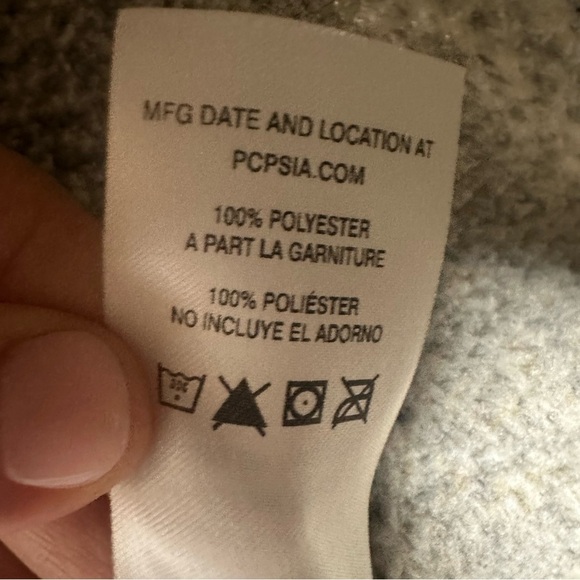 MFG DATE AND LOCATION AT
PCPSIA.COM
100% POLYESTER
A PART LA GARNITURE
100% POLIÉSTER
NO INCLUYE EL ADORNO